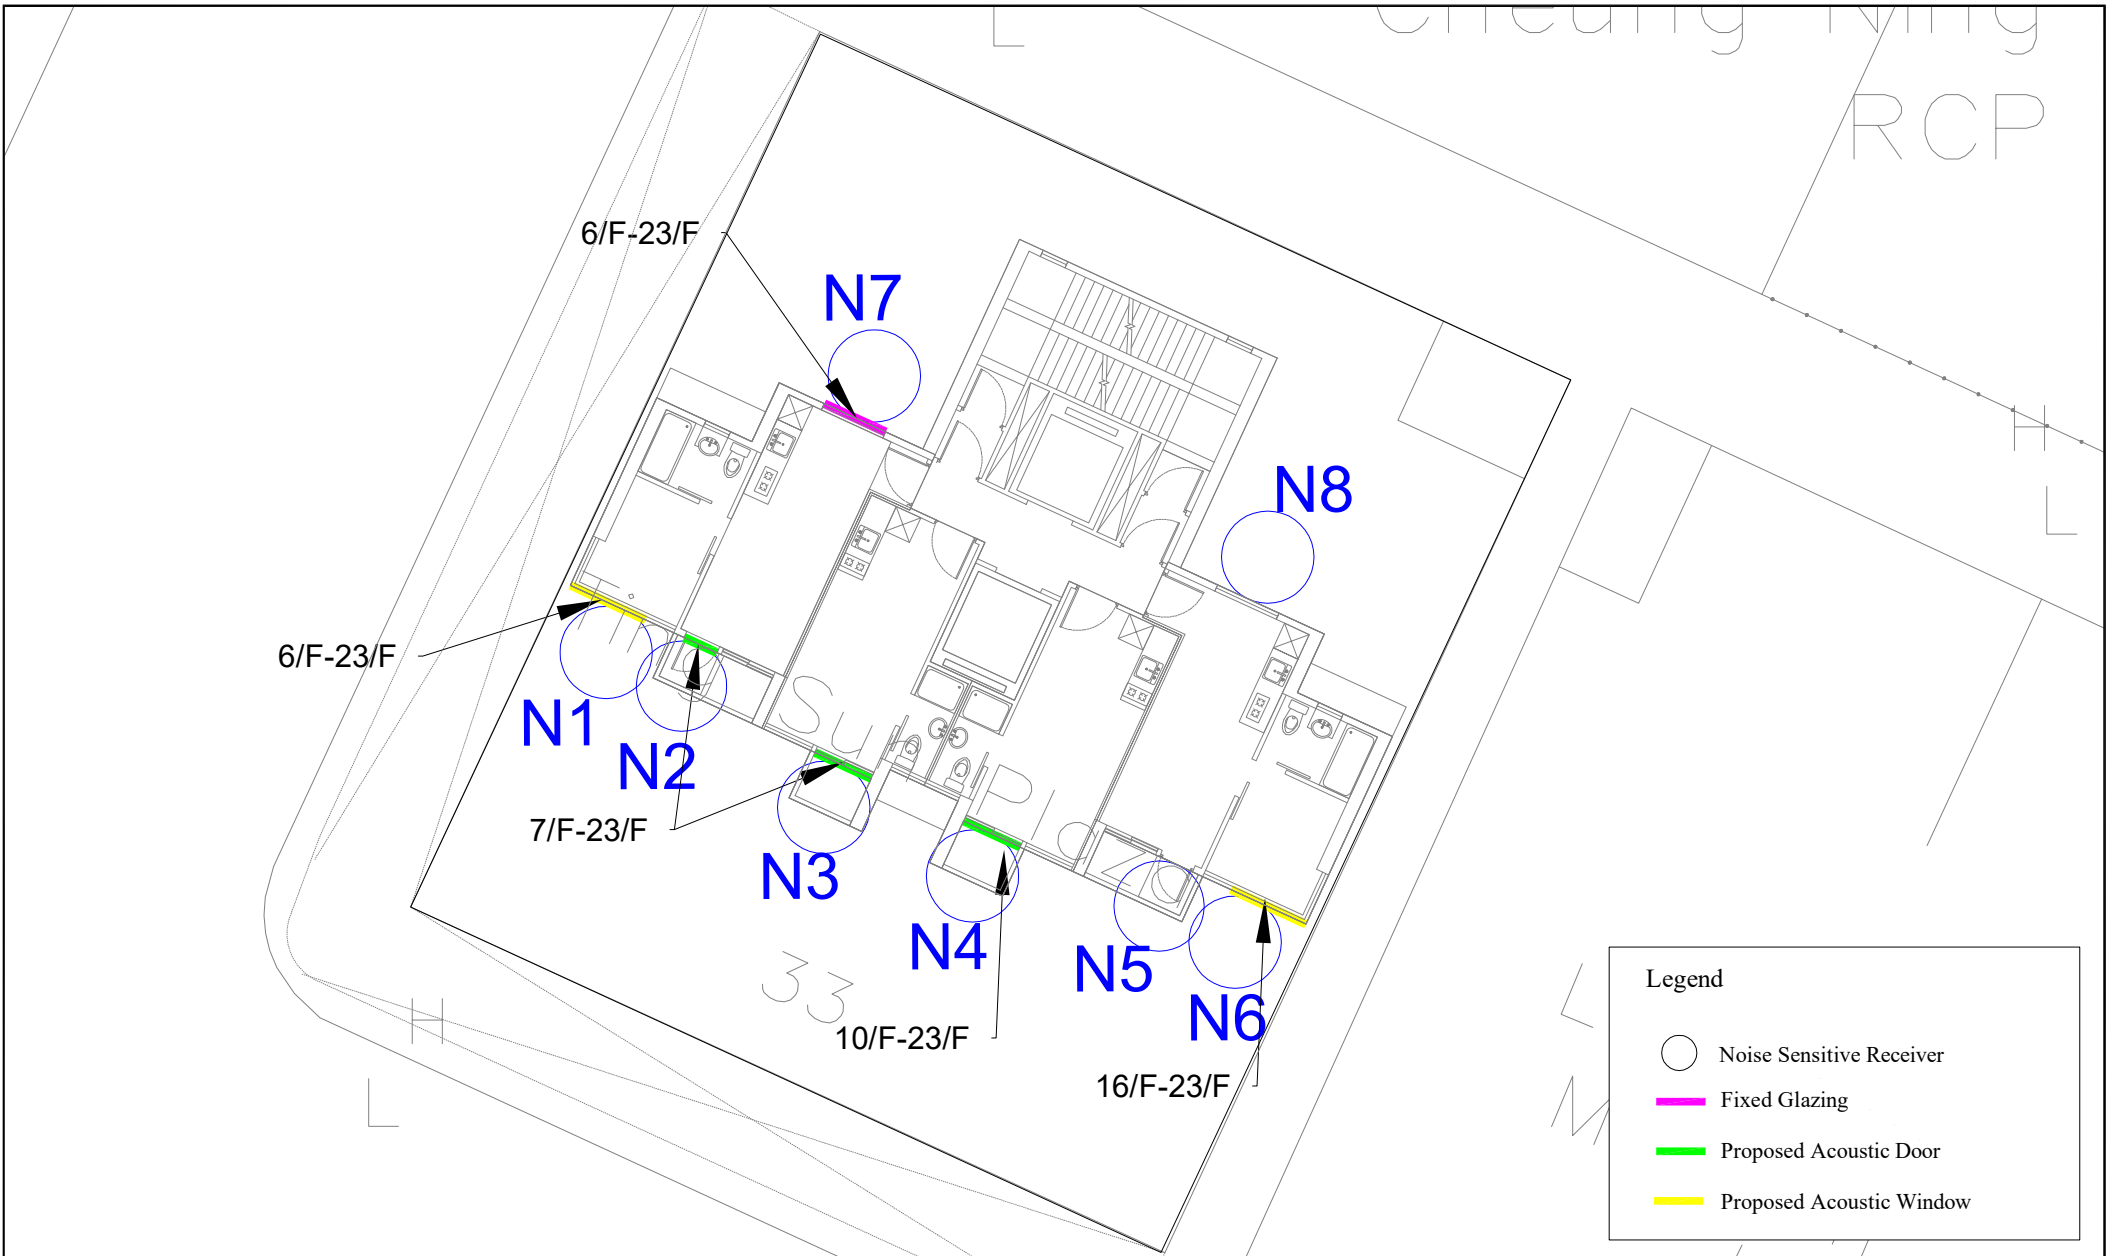 Cheung Ning
L
RCP
6/F-23/F
N7
H
N8
L
6/F-23/F
N1
N2
7/F-23/F
N3
N4
N5
N6
33
H
10/F-23/F
16/F-23/F
L
L
M
Legend
Noise Sensitive Receiver
Fixed Glazing
Proposed Acoustic Door
Proposed Acoustic Window